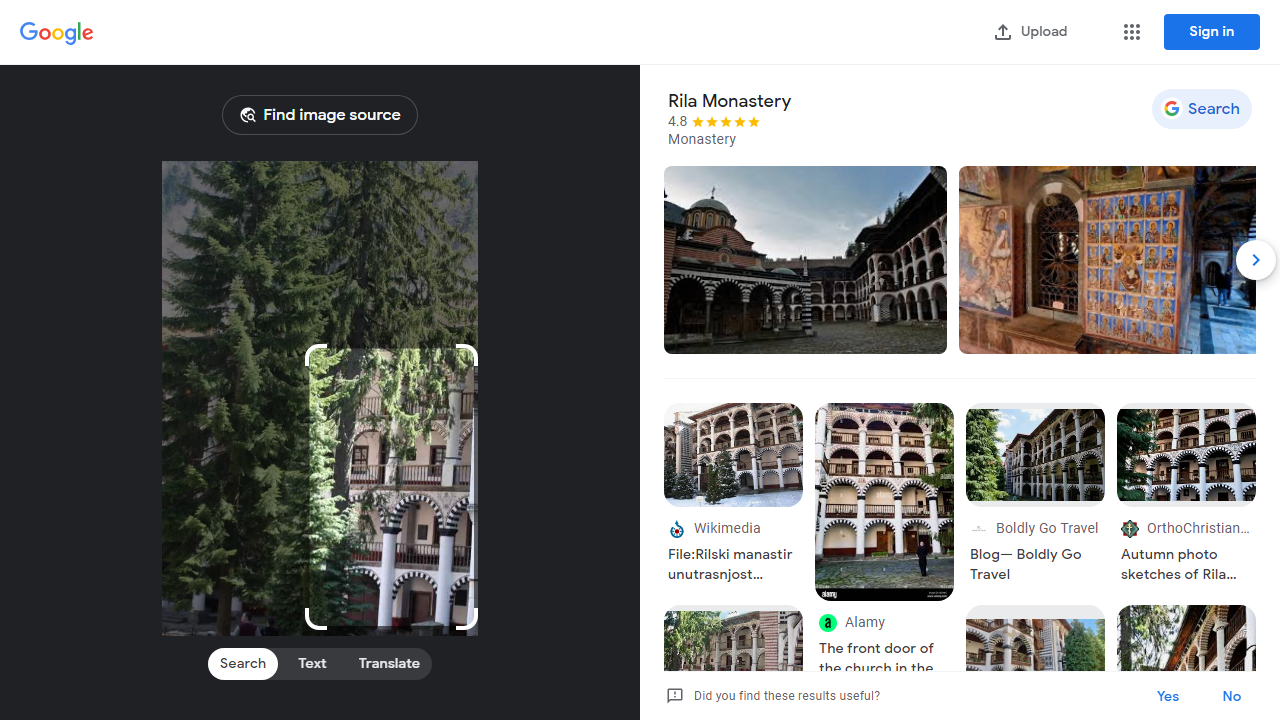 Google
Upload
Sign in
Find image source
Rila Monastery
Search
4.8
Monastery
Wikimedia
File:Rilski manastir
unutrasnjost...
alamy
Alamy
The front door of
the church in the
Boldly Go Travel
Blog— Boldly Go
Travel
OrthoChristian...
Autumn photo
sketches of Rila...
Search
Text
Translate
Did you find these results useful?
Yes
No